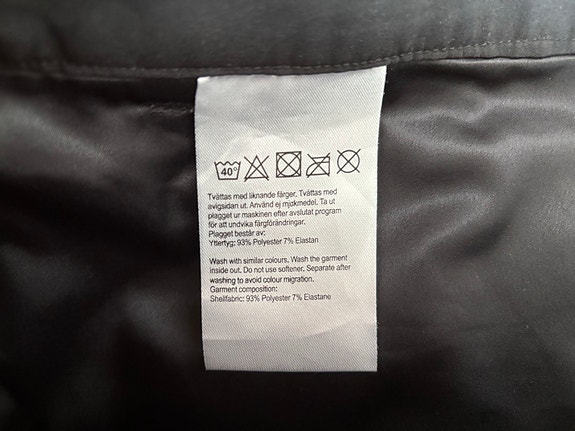 40°
Tvättas med liknande färger. Tvättas med
avigsidan ut. Använd ej mjukmedel. Ta ut
plagget ur maskinen efter avslutat program
för att undvika färgförändringar.
Plagget består av:
Yttertyg: 93% Polyester 7% Elastan
Wash with similar colours. Wash the garment
inside out. Do not use softener. Separate after
washing to avoid colour migration.
Garment composition:
Shellfabric: 93% Polyester 7% Elastane